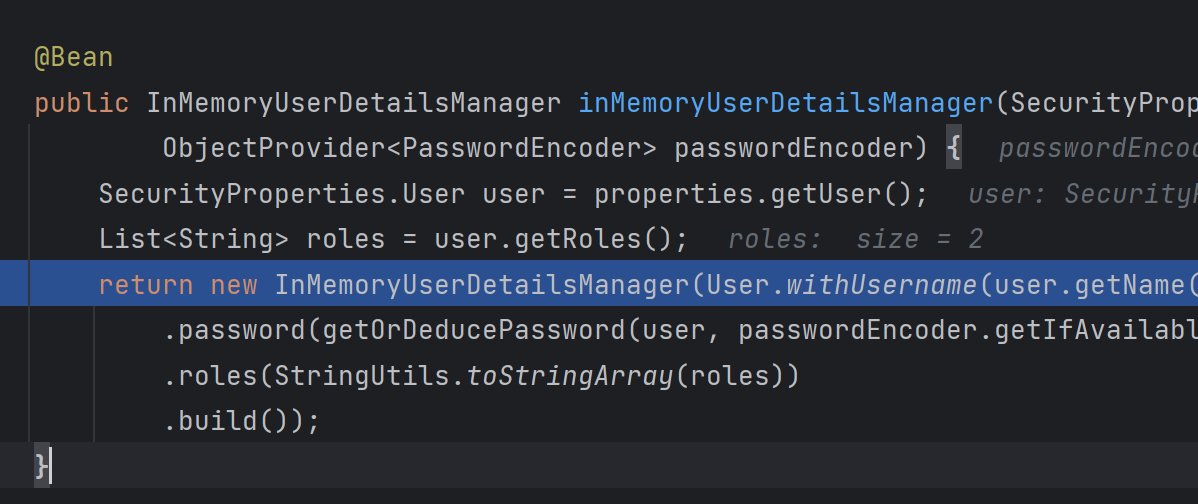 @Bean
public InMemoryUserDetailsManager inMemoryUserDetailsManager(SecurityProp
ObjectProvider<PasswordEncoder> passwordEncoder) { passwordEncod
SecurityProperties.User user = properties.getUser(); user: Security
List<String> roles = user.getRoles(); roles: size = 2
return new InMemoryUserDetailsManager(User.withUsername(user.getName(
.password(getOrDeducePassword(user, passwordEncoder.getIfAvailabl
.roles(StringUtils.toStringArray(roles))
.build());
}